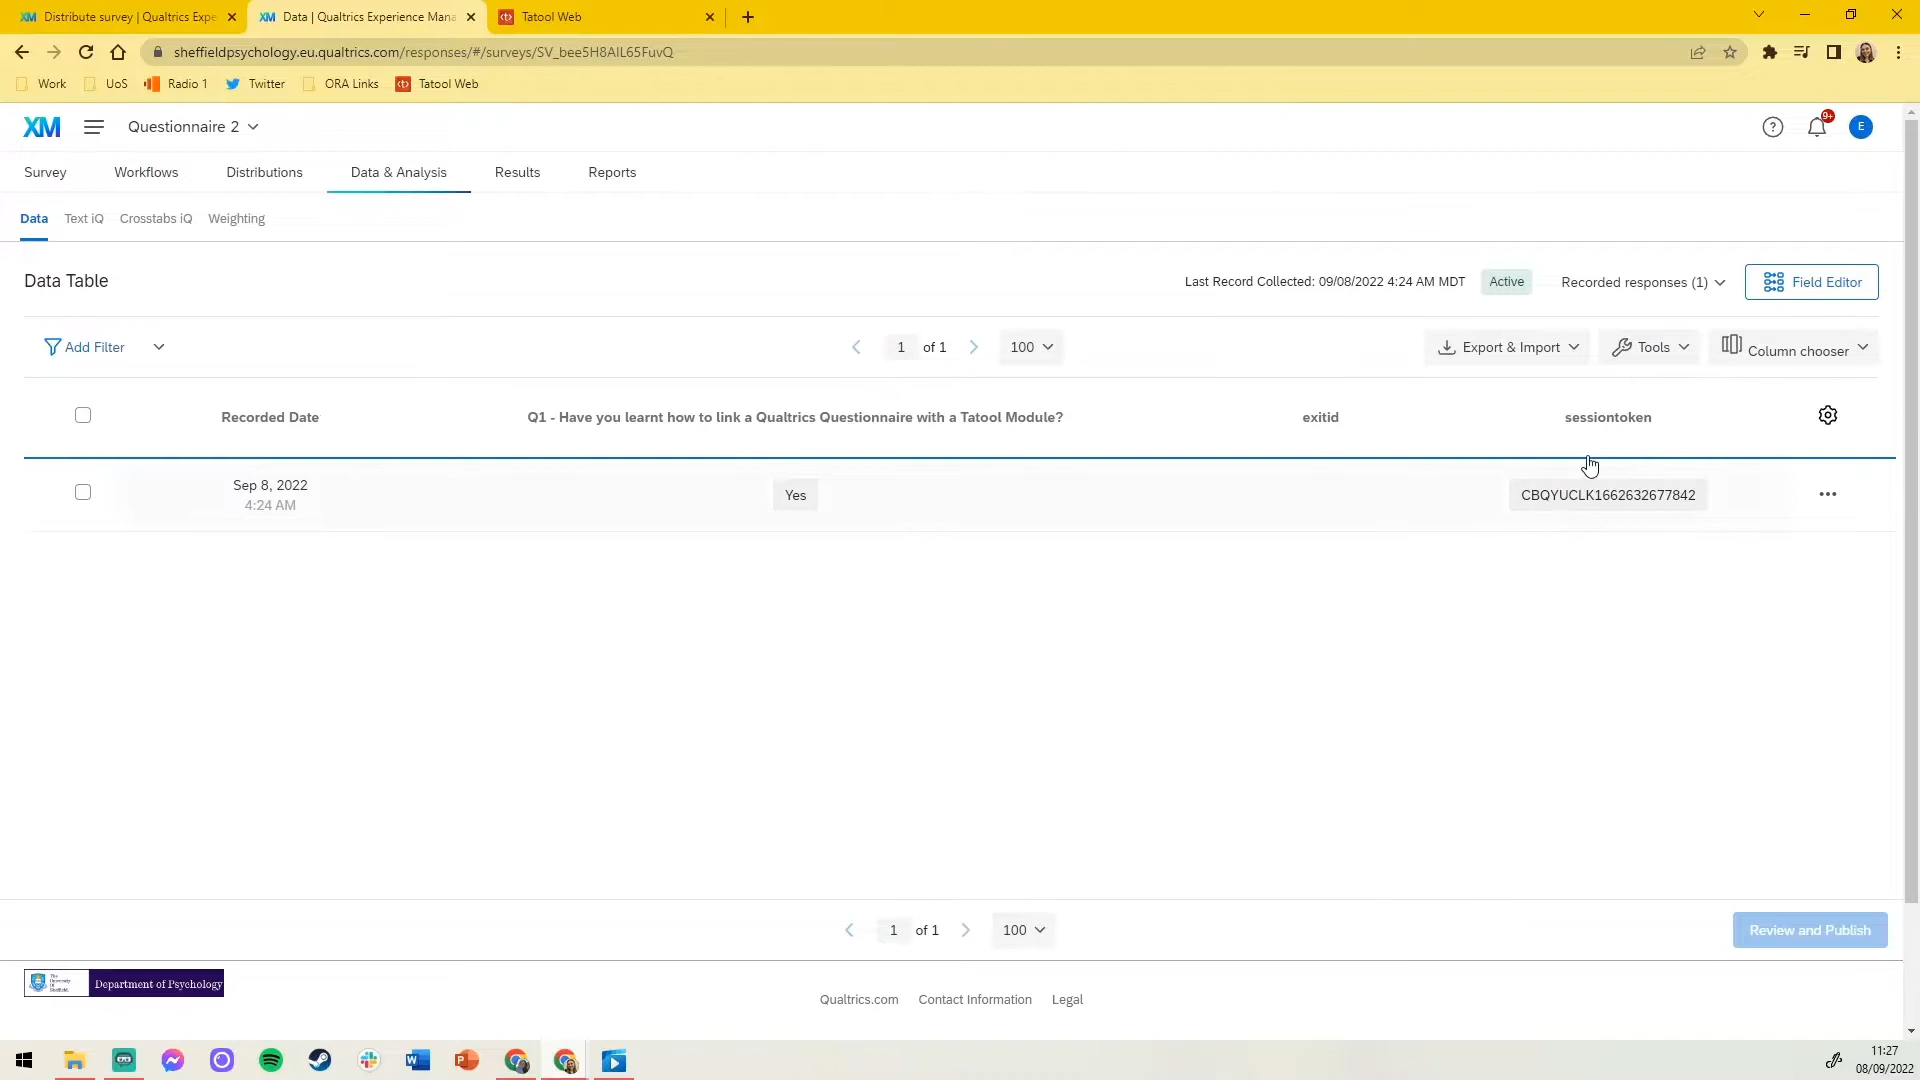 Distribute survey | Qualtrics Expe
Data | Qualtrics Experience Mana
Tatool Web
sheffieldpsychology.eu.qualtrics.com/responses/#/surveys/SV_bee5H8AIL65FuvQ
Work UoS Radio 1 Twitter ORA Links Tatool Web
XM Questionnaire 2 9+ E
Survey Workflows Distributions Data & Analysis Results Reports
Data Text iQ Crosstabs iQ Weighting
Data Table Last Record Collected: 09/08/2022 4:24 AM MDT Active Recorded responses (1) Field Editor
Add Filter 1 of 1 100 Export & Import Tools Column chooser
Recorded Date Q1 - Have you learnt how to link a Qualtrics Questionnaire with a Tatool Module? exitid sessiontoken
Sep 8, 2022 Yes CBQYUCLK1662632677842
4:24 AM
1 of 1 100 Review and Publish
The University Of Sheffield. Department of Psychology
Qualtrics.com Contact Information Legal
11:27
08/09/2022